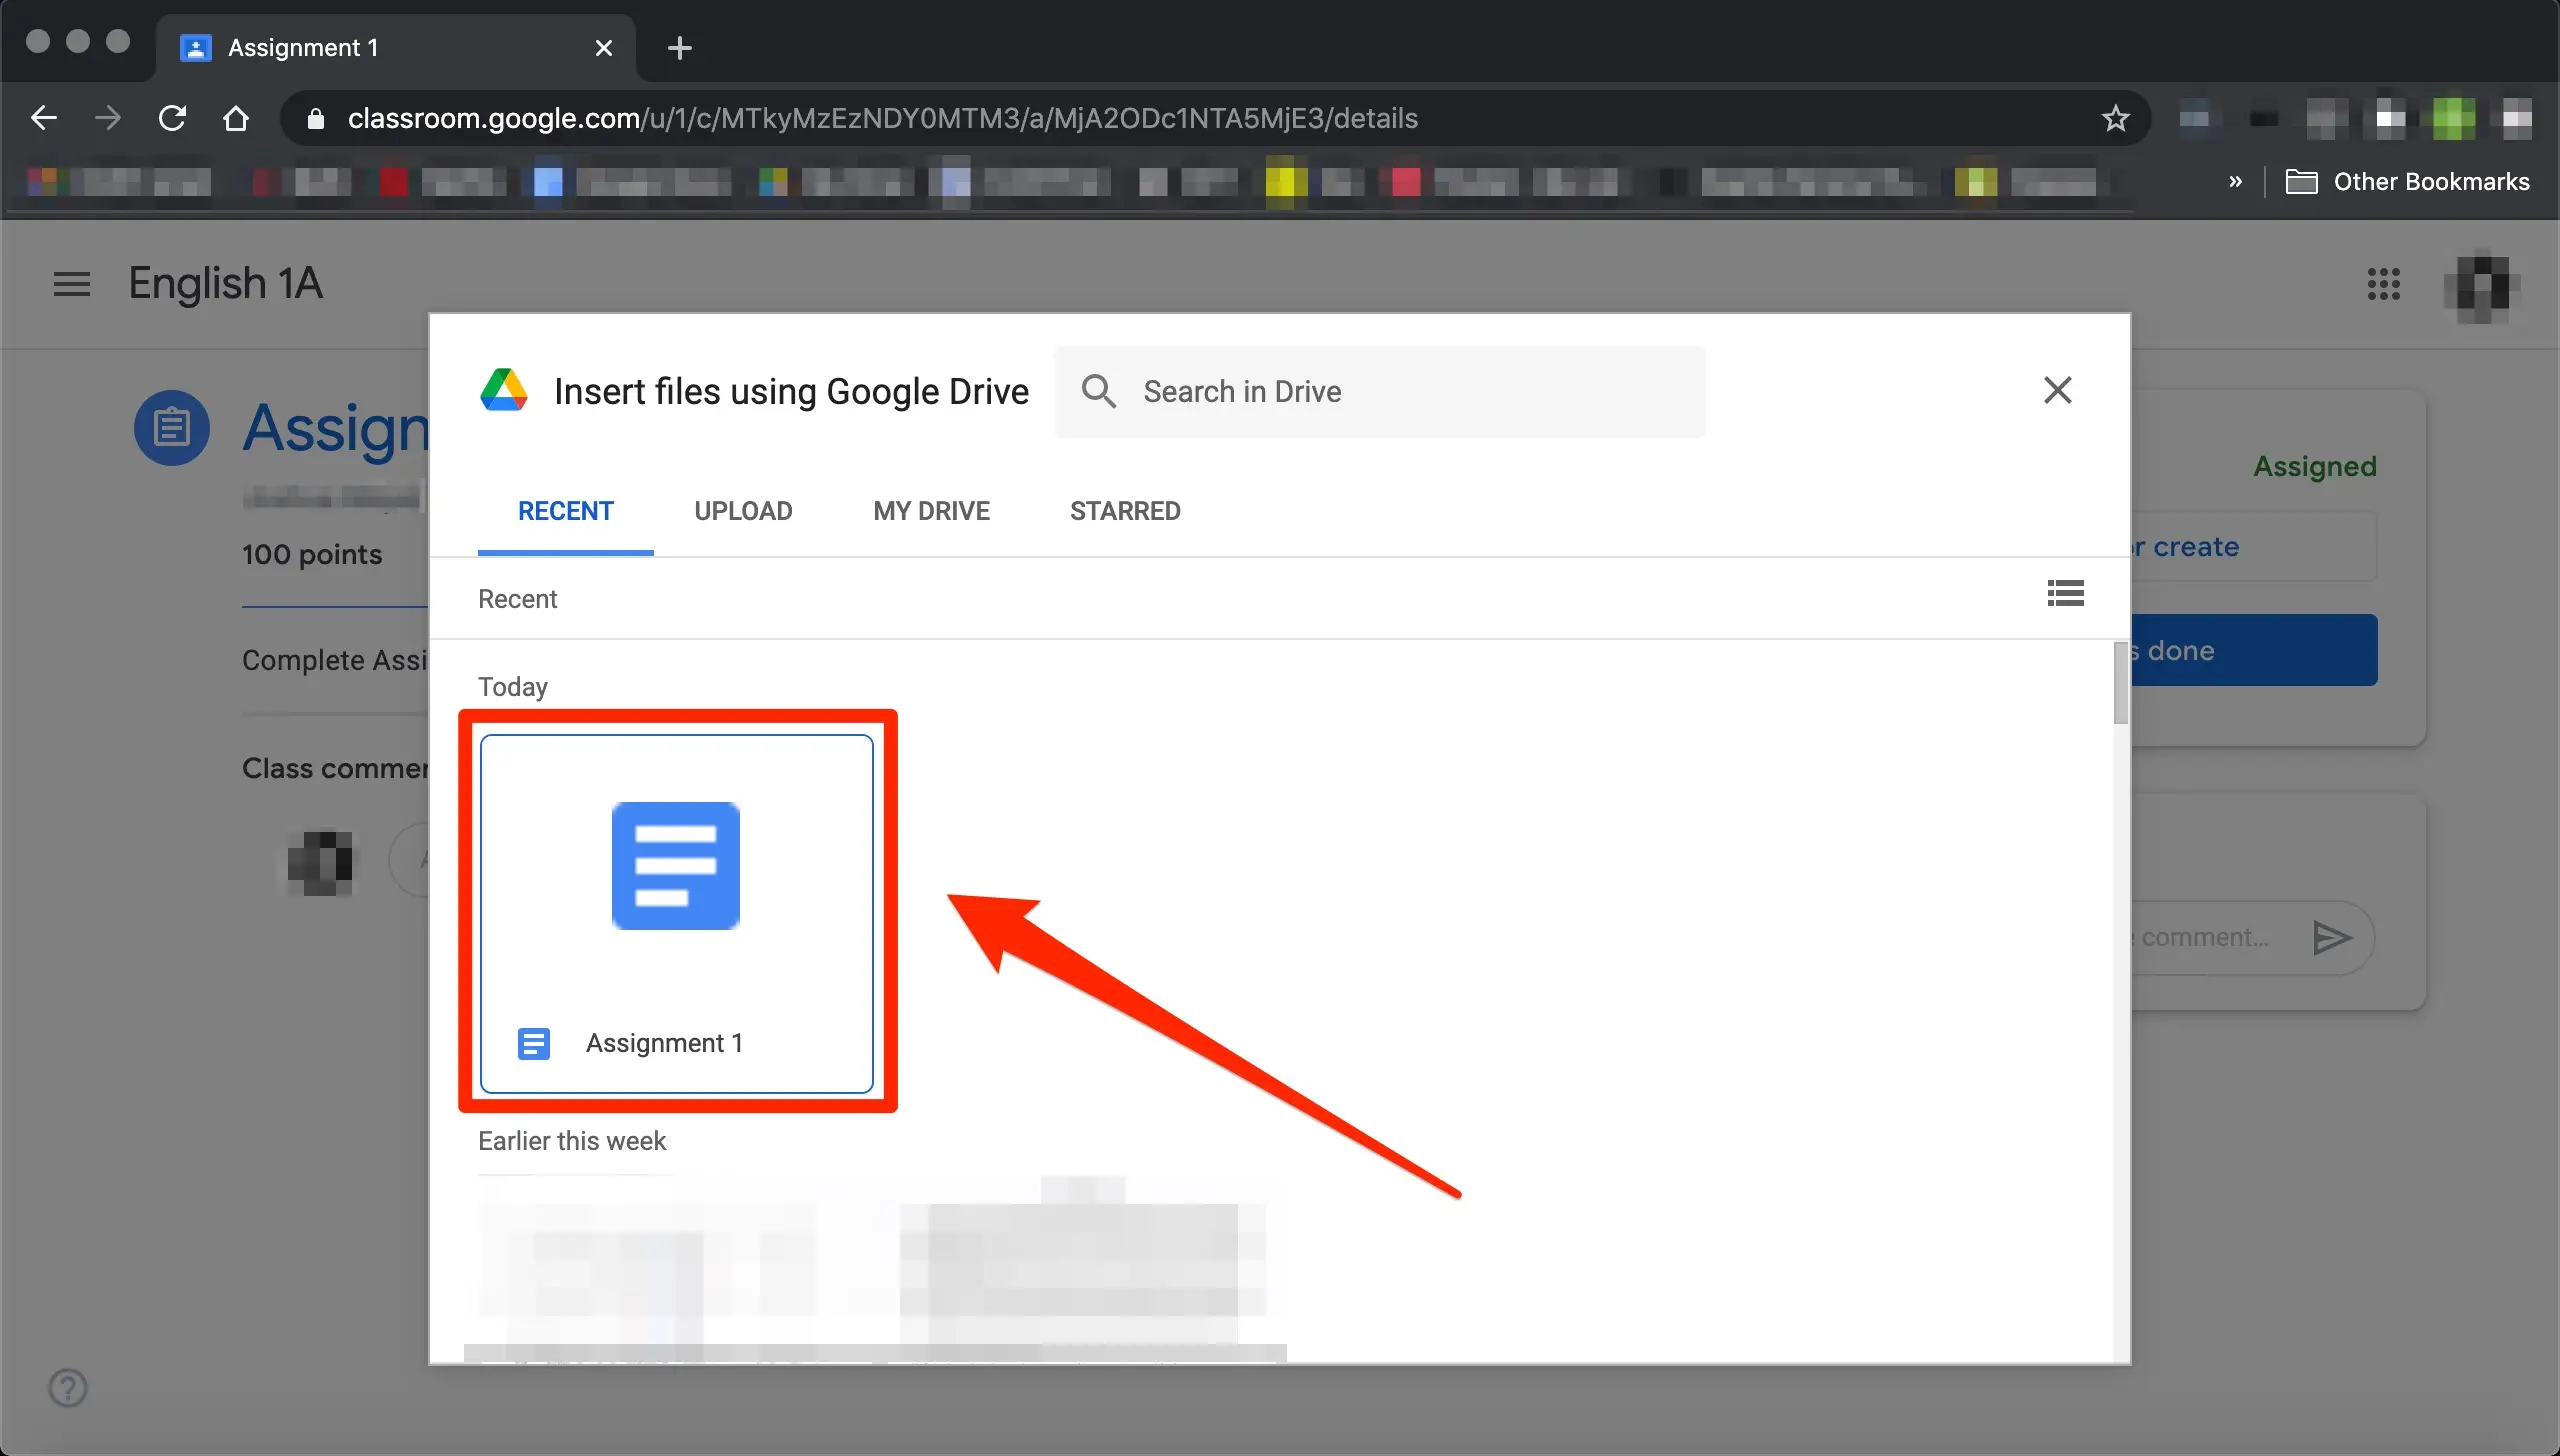 Assignment 1
classroom.google.com/u/1/c/MTkyMzEzNDY0MTM3/a/MjA2ODc1NTA5MjE3/details
» Other Bookmarks
English 1A
Insert files using Google Drive
Search in Drive
Assign
Assigned
RECENT UPLOAD MY DRIVE STARRED
100 points
r create
Recent
Complete Assi
s done
Today
Class commer
Assignment 1
comment...
Earlier this week